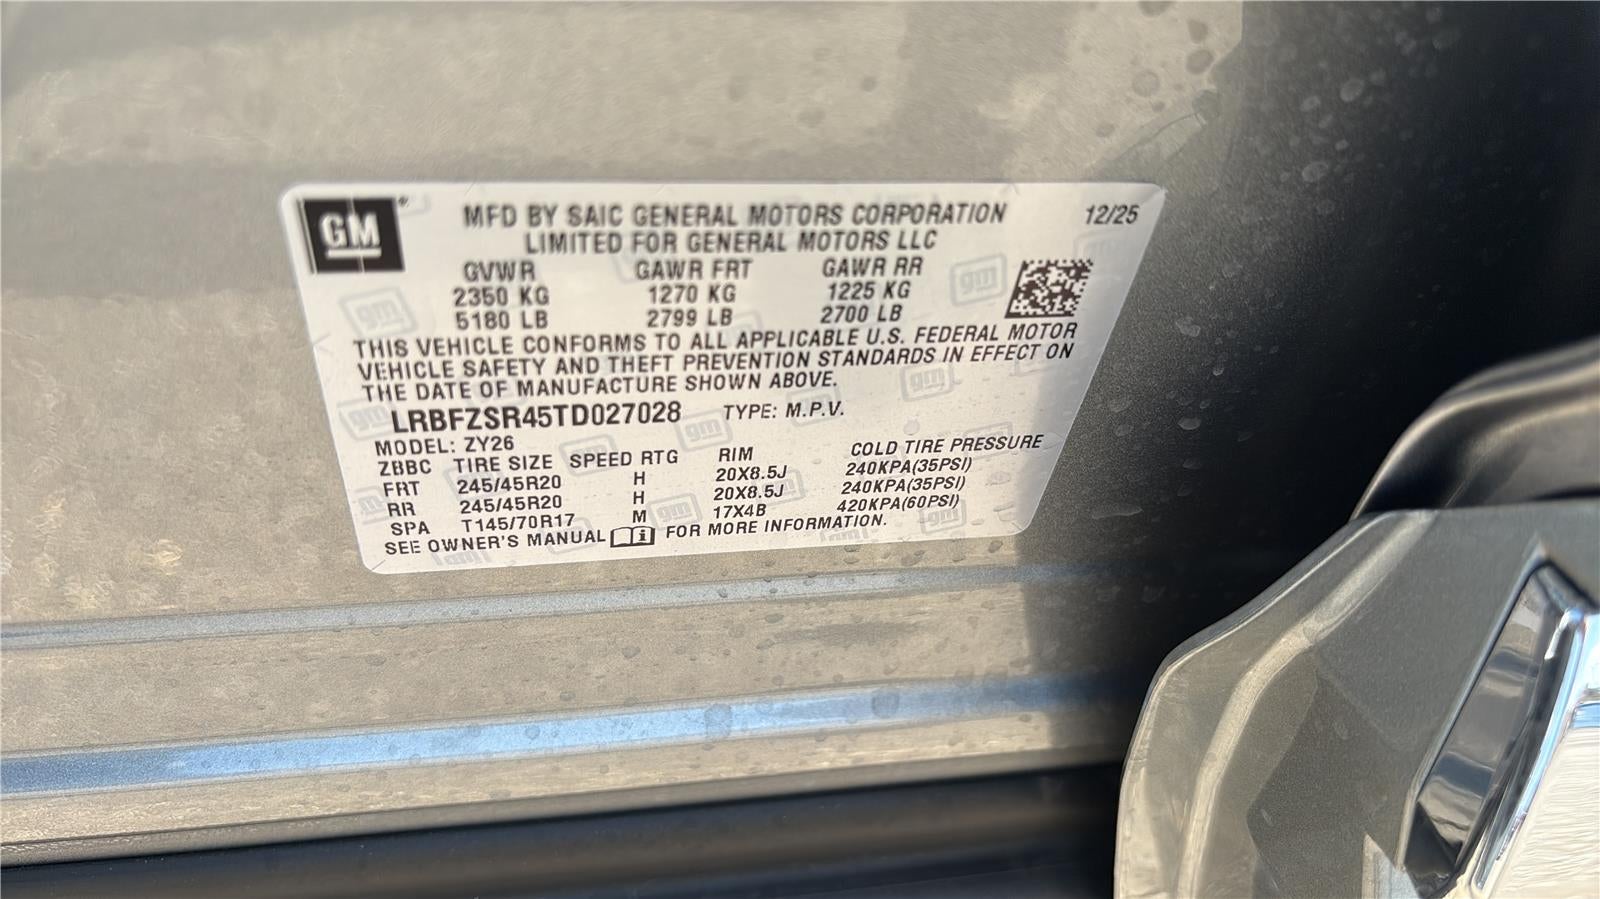 GM
MFD BY SAIC GENERAL MOTORS CORPORATION 12/25
LIMITED FOR GENERAL MOTORS LLC
GVWR GAWR FRT GAWR RR
2350 KG 1270 KG 1225 KG
5180 LB 2799 LB 2700 LB
THIS VEHICLE CONFORMS TO ALL APPLICABLE U.S. FEDERAL MOTOR
VEHICLE SAFETY AND THEFT PREVENTION STANDARDS IN EFFECT ON
THE DATE OF MANUFACTURE SHOWN ABOVE.
LRBFZSR45TD027028 TYPE: M.P.V.
MODEL: ZY26
ZBBC TIRE SIZE SPEED RTG RIM COLD TIRE PRESSURE
FRT 245/45R20 H 20X8.5J 240KPA(35PSI)
RR 245/45R20 H 20X8.5J 240KPA(35PSI)
SPA T145/70R17 M 17X4B 420KPA(60PSI)
SEE OWNER'S MANUAL FOR MORE INFORMATION.